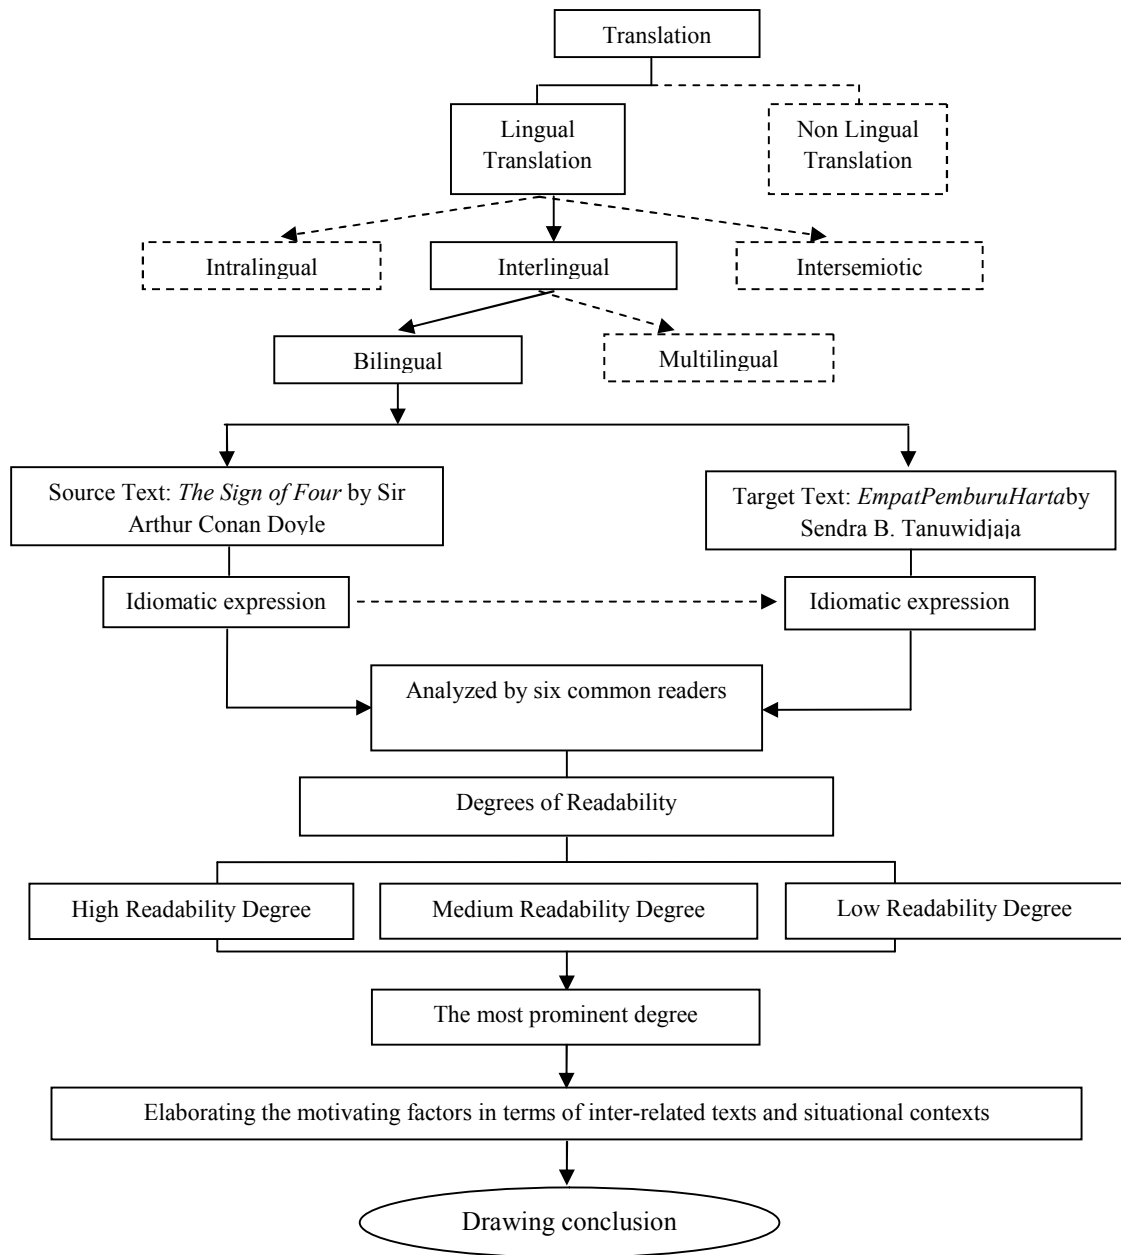 Translation
Lingual
Translation
Non Lingual
Translation
Intralingual
Interlingual
Intersemiotic
Bilingual
Multilingual
Source Text: The Sign of Four by Sir
Arthur Conan Doyle
Target Text: EmpatPemburuHartaby
Sendra B. Tanuwidjaja
Idiomatic expression
Idiomatic expression
Analyzed by six common readers
Degrees of Readability
High Readability Degree
Medium Readability Degree
Low Readability Degree
The most prominent degree
Elaborating the motivating factors in terms of inter-related texts and situational contexts
Drawing conclusion